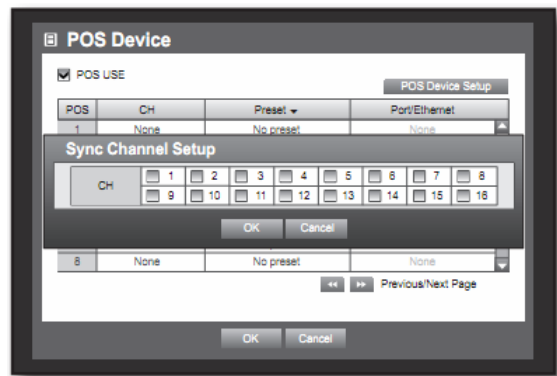 POS Device
POS USE
POS Device Setup
POS CH Preset Port/Ethernet
1 None No preset None
Sync Channel Setup
CH 1 2 3 4 5 6 7 8
9 10 11 12 13 14 15 16
OK Cancel
8 None No preset None
Previous/Next Page
OK Cancel